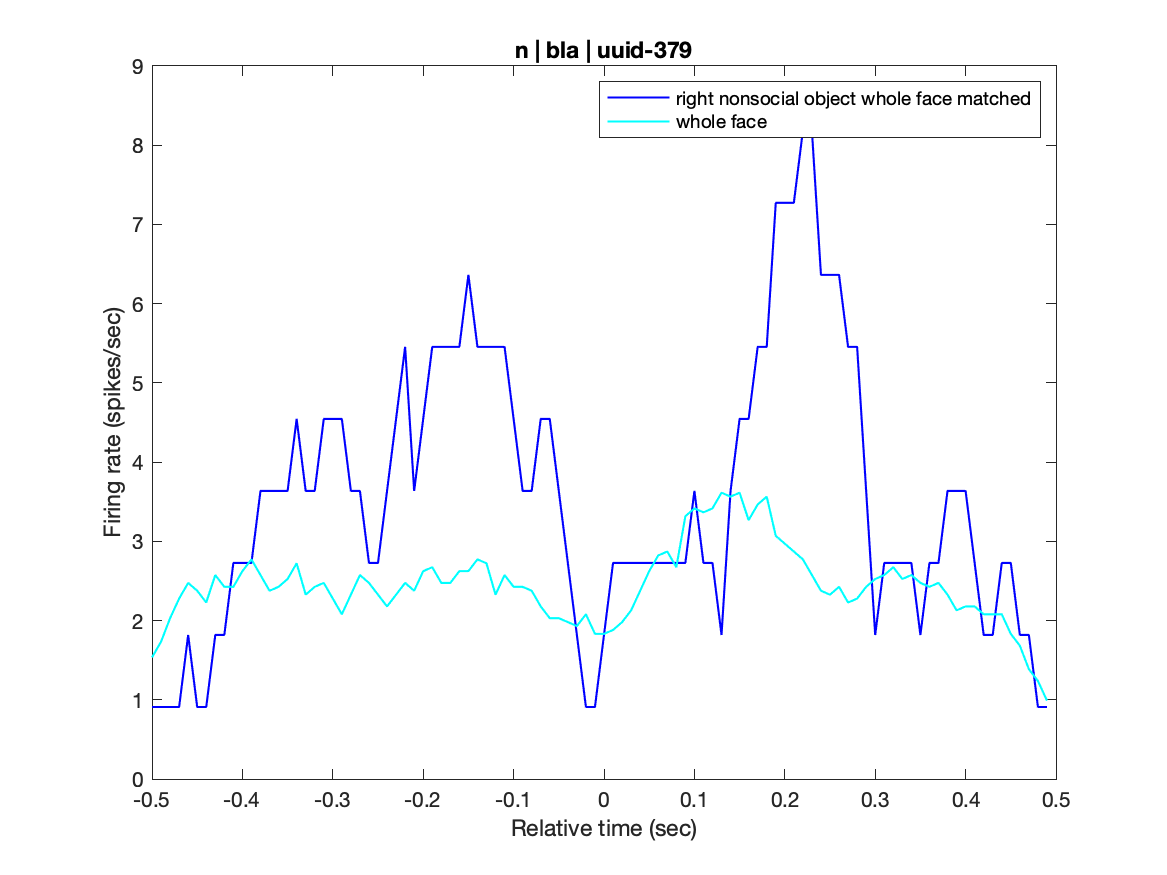 n | bla | uuid-379
right nonsocial object whole face matched
whole face
9
8
7
6
5
4
3
2
1
0
Firing rate (spikes/sec)
-0.5 -0.4 -0.3 -0.2 -0.1 0 0.1 0.2 0.3 0.4 0.5
Relative time (sec)